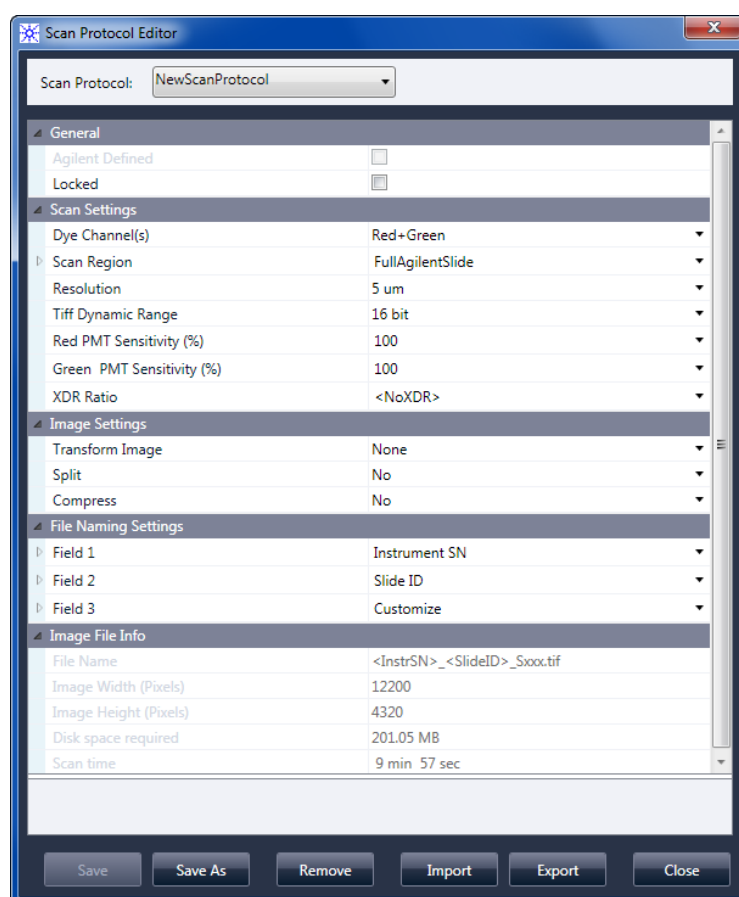 Scan Protocol Editor
Scan Protocol: NewScanProtocol
General
Agilent Defined
Locked
Scan Settings
Dye Channel(s) Red+Green
Scan Region FullAgilentSlide
Resolution 5 um
Tiff Dynamic Range 16 bit
Red PMT Sensitivity (%) 100
Green PMT Sensitivity (%) 100
XDR Ratio <NoXDR>
Image Settings
Transform Image None
Split No
Compress No
File Naming Settings
Field 1 Instrument SN
Field 2 Slide ID
Field 3 Customize
Image File Info
File Name <InstrSN>_<SlideID>_Sxxx.tif
Image Width (Pixels) 12200
Image Height (Pixels) 4320
Disk space required 201.05 MB
Scan time 9 min 57 sec
Save Save As Remove Import Export Close